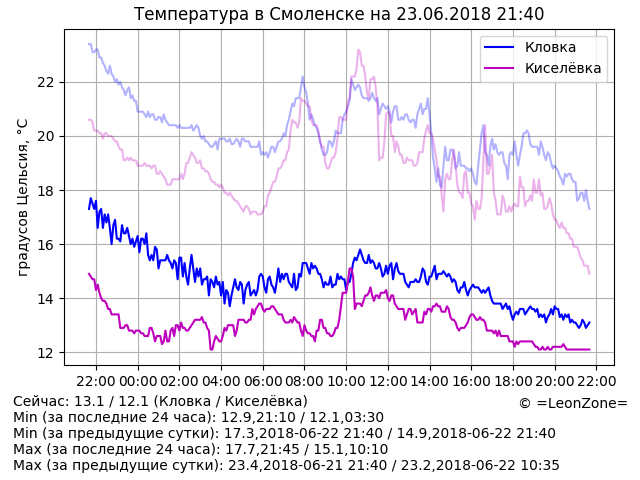 Температура в Смоленске на 23.06.2018 21:40
Кловка
Киселёвка
градусов Цельсия, °C
22
20
18
16
14
12
22:00 00:00 02:00 04:00 06:00 08:00 10:00 12:00 14:00 16:00 18:00 20:00 22:00
Сейчас: 13.1 / 12.1 (Кловка / Киселёвка)
© =LeonZone=
Min (за последние 24 часа): 12.9,21:10 / 12.1,03:30
Min (за предыдущие сутки): 17.3,2018-06-22 21:40 / 14.9,2018-06-22 21:40
Max (за последние 24 часа): 17.7,21:45 / 15.1,10:10
Max (за предыдущие сутки): 23.4,2018-06-21 21:40 / 23.2,2018-06-22 10:35